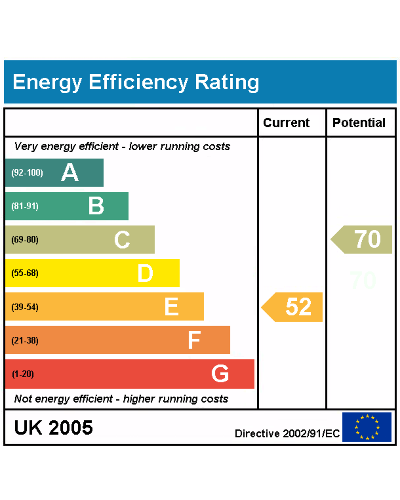 Energy Efficiency Rating
Current Potential
Very energy efficient - lower running costs
(92-100) A
(81-91) B
(69-80) C 70
(55-68) D
70
(39-54) E 52
(21-38) F
(1-20) G
Not energy efficient - higher running costs
UK 2005 Directive 2002/91/EC